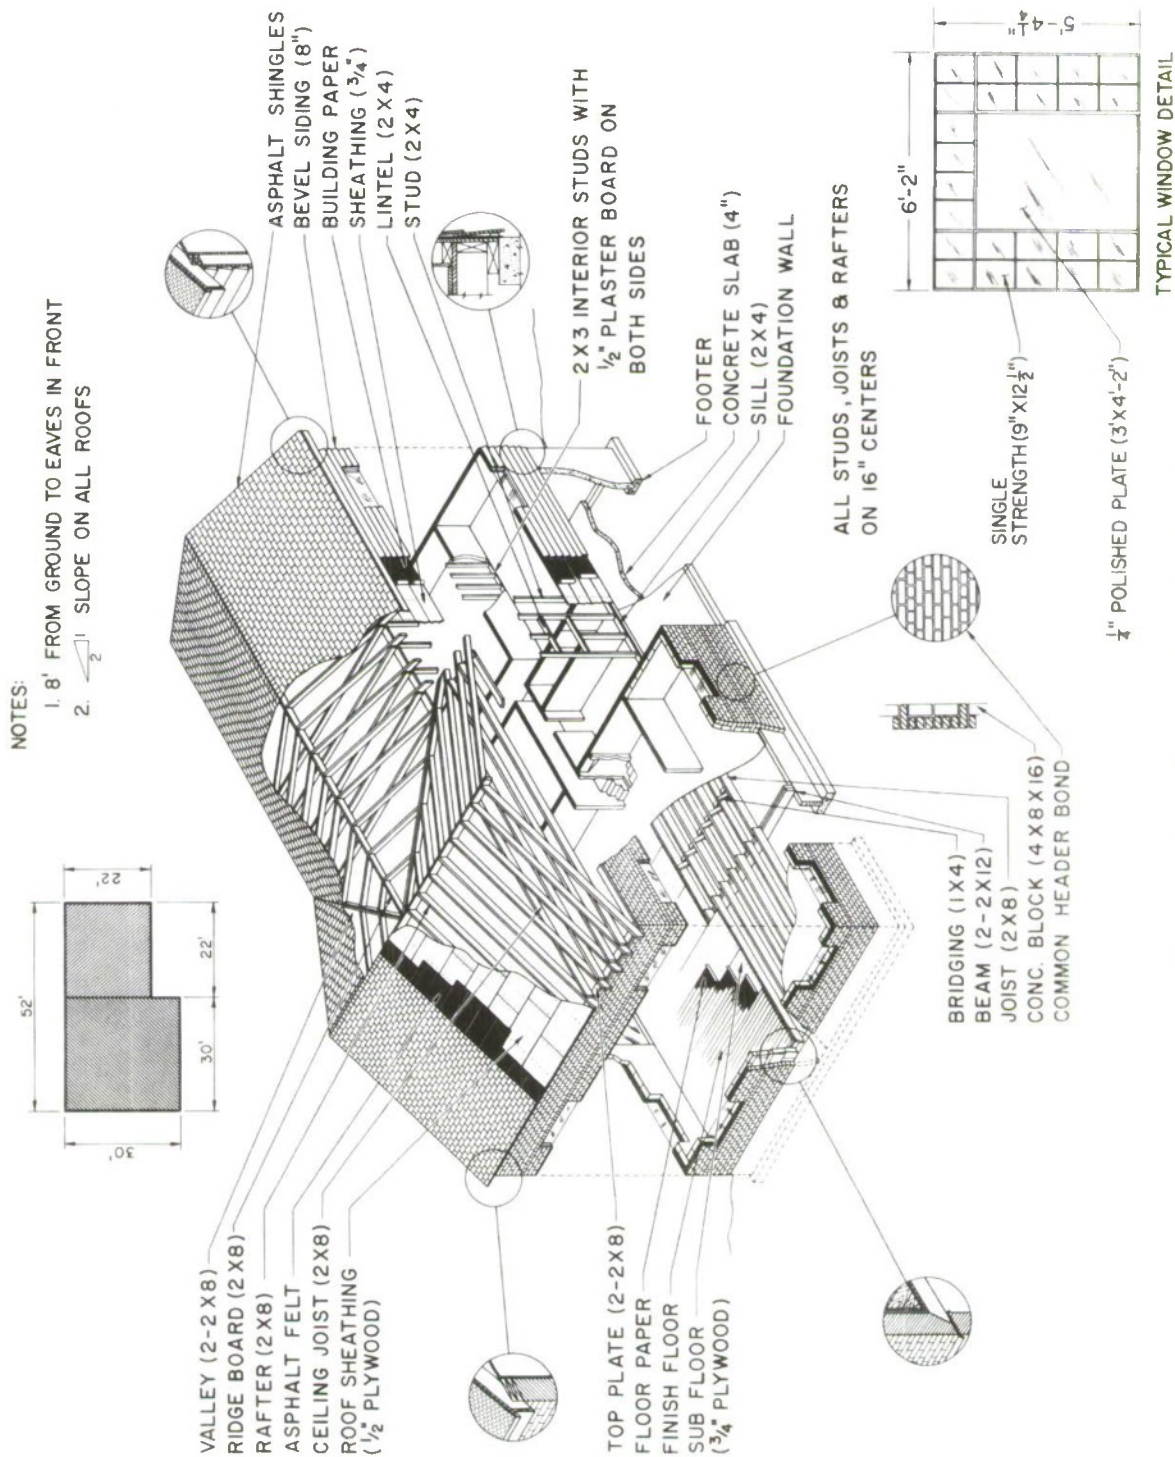 NOTES:
1. 8' FROM GROUND TO EAVES IN FRONT
2. 1 2 SLOPE ON ALL ROOFS
52'
22'
30'
30'
22'
VALLEY (2-2X8)
RIDGE BOARD (2X8)
RAFTER (2X8)
ASPHALT FELT
CEILING JOIST (2X8)
ROOF SHEATHING
(1/2" PLYWOOD)
TOP PLATE (2-2X8)
FLOOR PAPER
FINISH FLOOR
SUB FLOOR
(3/4" PLYWOOD)
ASPHALT SHINGLES
BEVEL SIDING (8")
BUILDING PAPER
SHEATHING (3/4")
LINTEL (2X4)
STUD (2X4)
2X3 INTERIOR STUDS WITH
1/2" PLASTER BOARD ON
BOTH SIDES
FOOTER
CONCRETE SLAB (4")
SILL (2X4)
FOUNDATION WALL
ALL STUDS, JOISTS & RAFTERS
ON 16" CENTERS
BRIDGING (1X4)
BEAM (2-2X12)
JOIST (2X8)
CONC. BLOCK (4X8X16)
COMMON HEADER BOND
6'-2"
5'-4 1/4"
SINGLE
STRENGTH (9"X12 1/2")
1/4" POLISHED PLATE (3'X4'-2")
TYPICAL WINDOW DETAIL